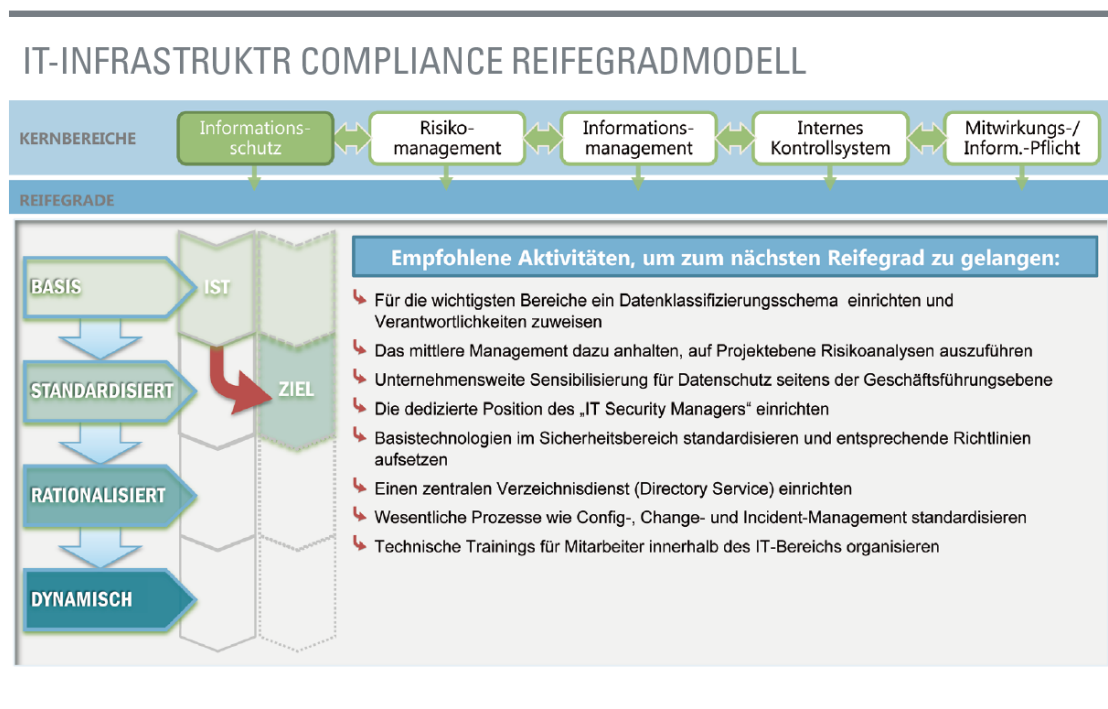 IT-INFRASTRUKTR COMPLIANCE REIFEGRADMODELL
KERNBEREICHE
Informations-
schutz
Risiko-
management
Informations-
management
Internes
Kontrollsystem
Mitwirkungs-/
Inform.-Pflicht
REIFEGRADE
BASIS
STANDARDISIERT
RATIONALISIERT
DYNAMISCH
IST
ZIEL
Empfohlene Aktivitäten, um zum nächsten Reifegrad zu gelangen:
Für die wichtigsten Bereiche ein Datenklassifizierungsschema einrichten und
Verantwortlichkeiten zuweisen
Das mittlere Management dazu anhalten, auf Projektebene Risikoanalysen auszuführen
Unternehmensweite Sensibilisierung für Datenschutz seitens der Geschäftsführungsebene
Die dedizierte Position des „IT Security Managers“ einrichten
Basistechnologien im Sicherheitsbereich standardisieren und entsprechende Richtlinien
aufsetzen
Einen zentralen Verzeichnisdienst (Directory Service) einrichten
Wesentliche Prozesse wie Config-, Change- und Incident-Management standardisieren
Technische Trainings für Mitarbeiter innerhalb des IT-Bereichs organisieren